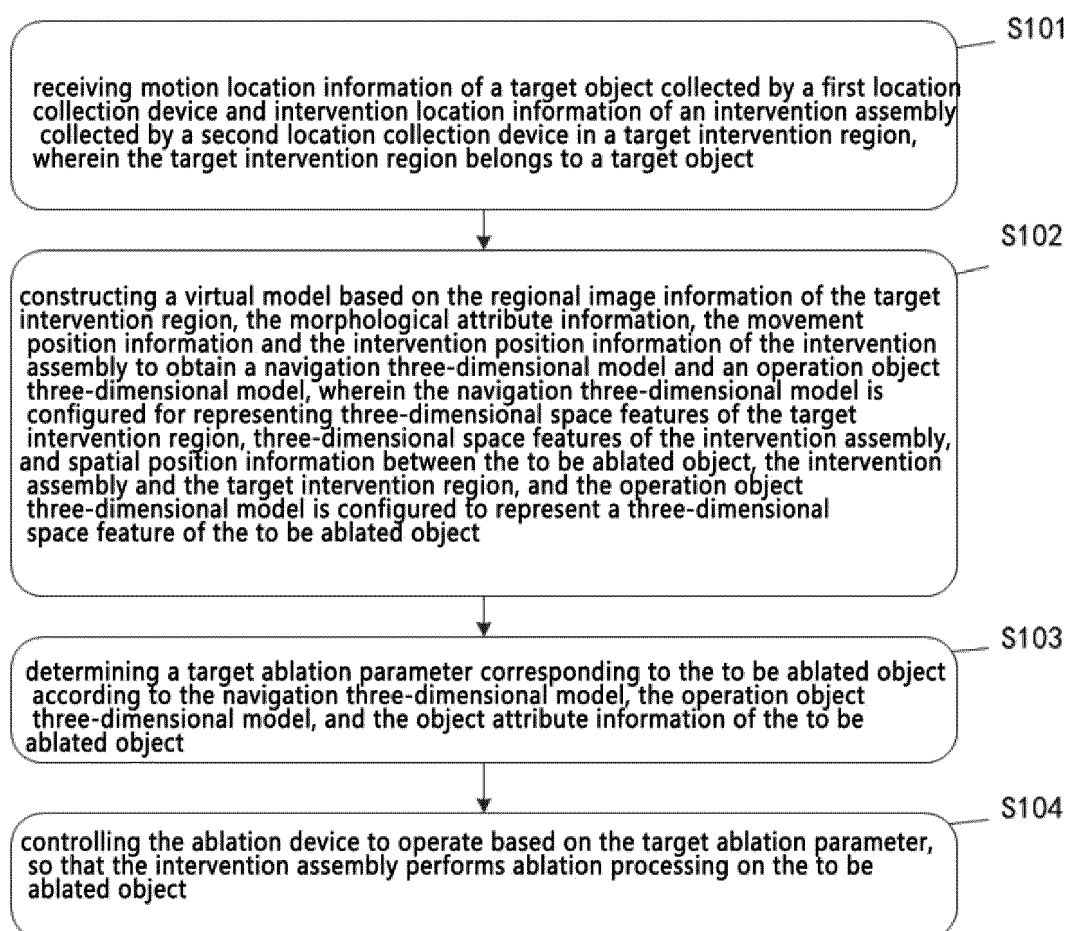 S101
receiving motion location information of a target object collected by a first location
collection device and intervention location information of an intervention assembly
collected by a second location collection device in a target intervention region,
wherein the target intervention region belongs to a target object
S102
constructing a virtual model based on the regional image information of the target
intervention region, the morphological attribute information, the movement
position information and the intervention position information of the intervention
assembly to obtain a navigation three-dimensional model and an operation object
three-dimensional model, wherein the navigation three-dimensional model is
configured for representing three-dimensional space features of the target
intervention region, three-dimensional space features of the intervention assembly,
and spatial position information between the to be ablated object, the intervention
assembly and the target intervention region, and the operation object
three-dimensional model is configured to represent a three-dimensional
space feature of the to be ablated object
S103
determining a target ablation parameter corresponding to the to be ablated object
according to the navigation three-dimensional model, the operation object
three-dimensional model, and the object attribute information of the to be
ablated object
S104
controlling the ablation device to operate based on the target ablation parameter,
so that the intervention assembly performs ablation processing on the to be
ablated object